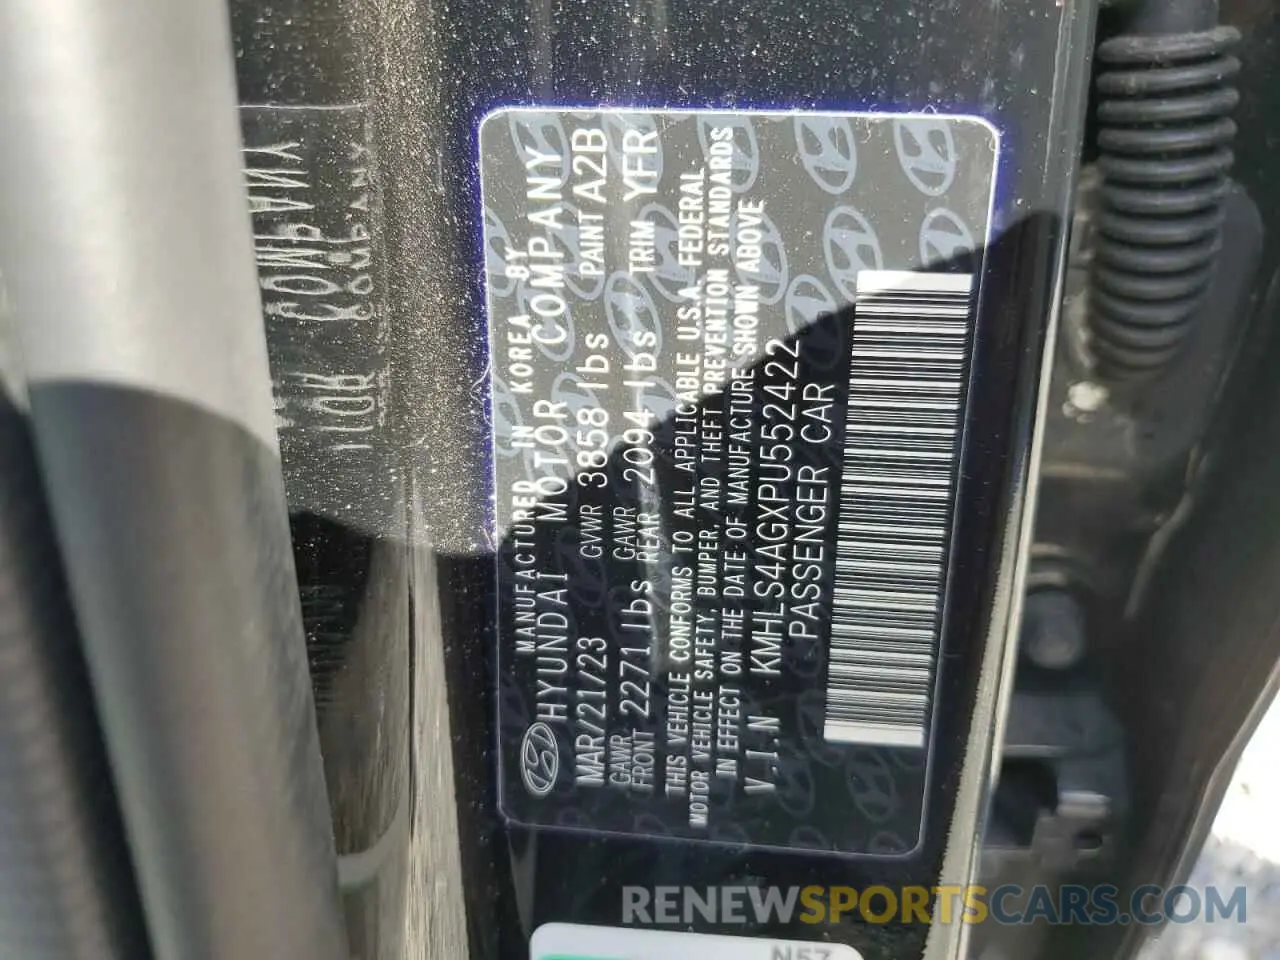 MANUFACTURED IN KOREA BY
HYUNDAI MOTOR COMPANY
MAR/21/23 GVWR 3858 lbs PAINT A2B
GAWR FRONT 2271 lbs GAWR REAR 2094 lbs TRIM YFR
THIS VEHICLE CONFORMS TO ALL APPLICABLE U.S.A. FEDERAL
MOTOR VEHICLE SAFETY, BUMPER, AND THEFT PREVENTION STANDARDS
IN EFFECT ON THE DATE OF MANUFACTURE SHOWN ABOVE
V.I.N KMHLS4AGXPU552422
PASSENGER CAR
N57
RENEWSPORTSCARS.COM